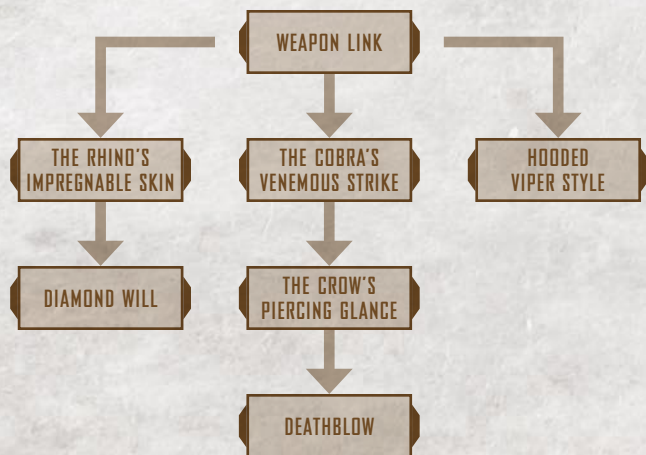 WEAPON LINK
THE RHINO'S
IMPREGNABLE SKIN
THE COBRA'S
VENEMOUS STRIKE
HOODED
VIPER STYLE
DIAMOND WILL
THE CROW'S
PIERCING GLANCE
DEATHBLOW